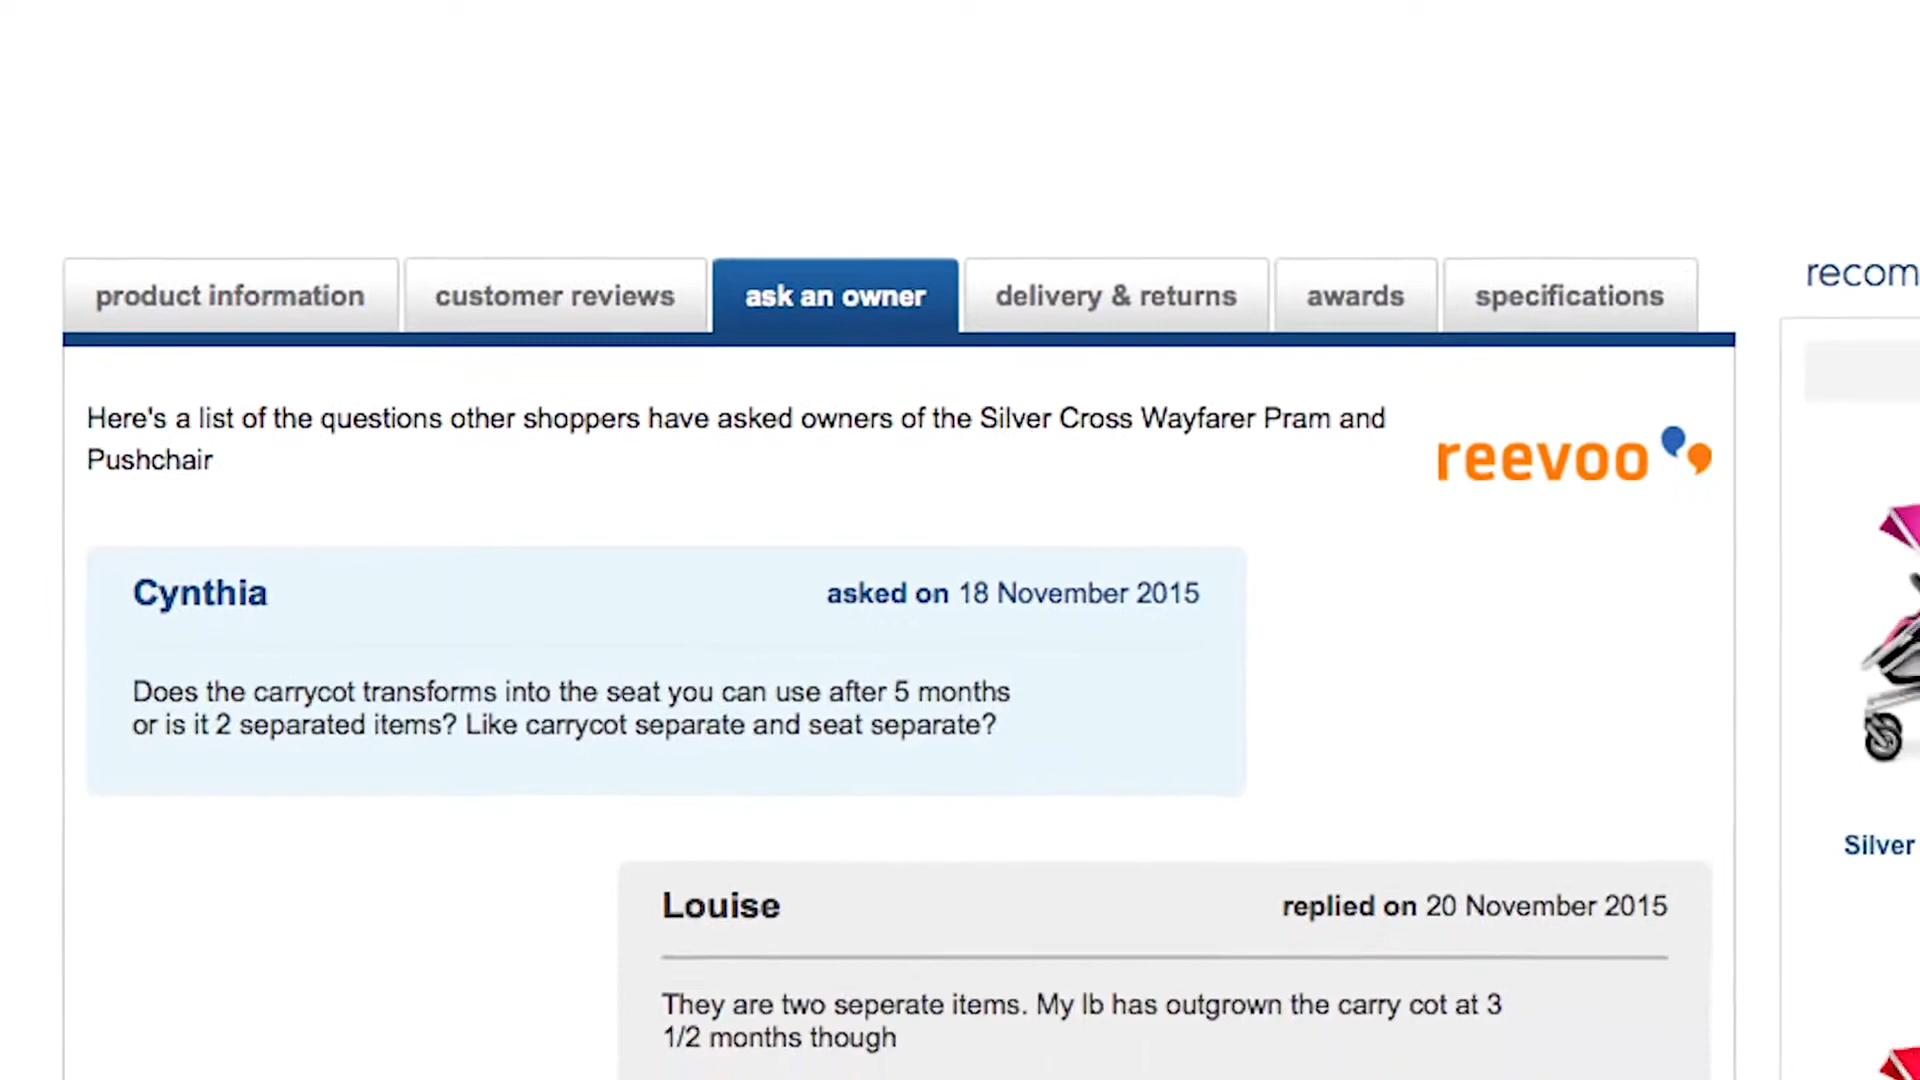 product information customer reviews ask an owner delivery & returns awards specifications
Here's a list of the questions other shoppers have asked owners of the Silver Cross Wayfarer Pram and
Pushchair
reevoo
Cynthia asked on 18 November 2015
Does the carrycot transforms into the seat you can use after 5 months
or is it 2 separated items? Like carrycot separate and seat separate?
Louise replied on 20 November 2015
They are two seperate items. My lb has outgrown the carry cot at 3
1/2 months though
recom
Silver